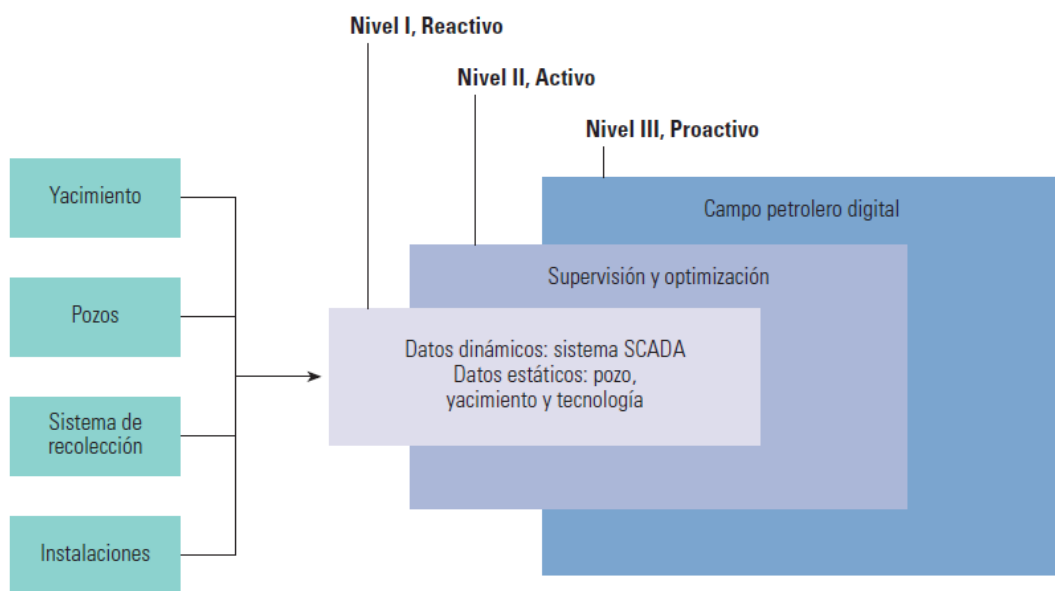 Nivel I, Reactivo
Nivel II, Activo
Nivel III, Proactivo
Yacimiento
Pozos
Sistema de
recolección
Instalaciones
Campo petrolero digital
Supervisión y optimización
Datos dinámicos: sistema SCADA
Datos estáticos: pozo,
yacimiento y tecnología